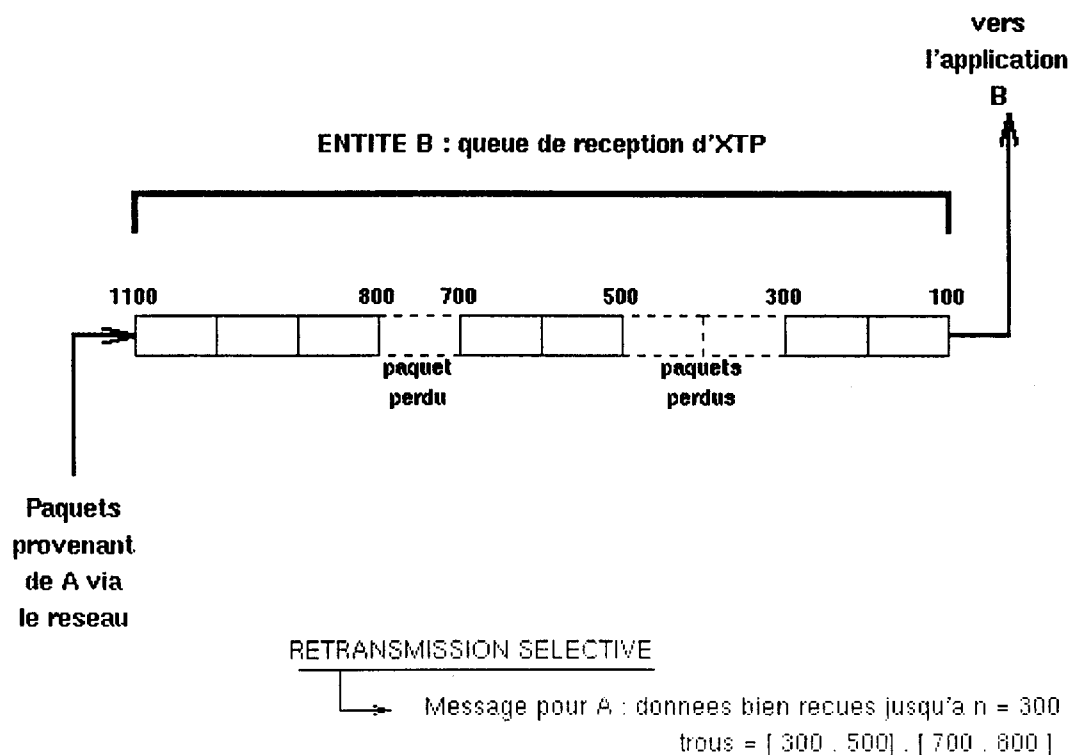 vers
l'application
B
ENTITE B : queue de reception d'XTP
1100 800 700 500 300 100
paquet
perdu
paquets
perdus
Paquets
provenant
de A via
le reseau
RETRANSMISSION SELECTIVE
Message pour A : donnees bien recues jusqu'a n = 300
trous = [ 300 , 500] , [ 700 , 800 ]